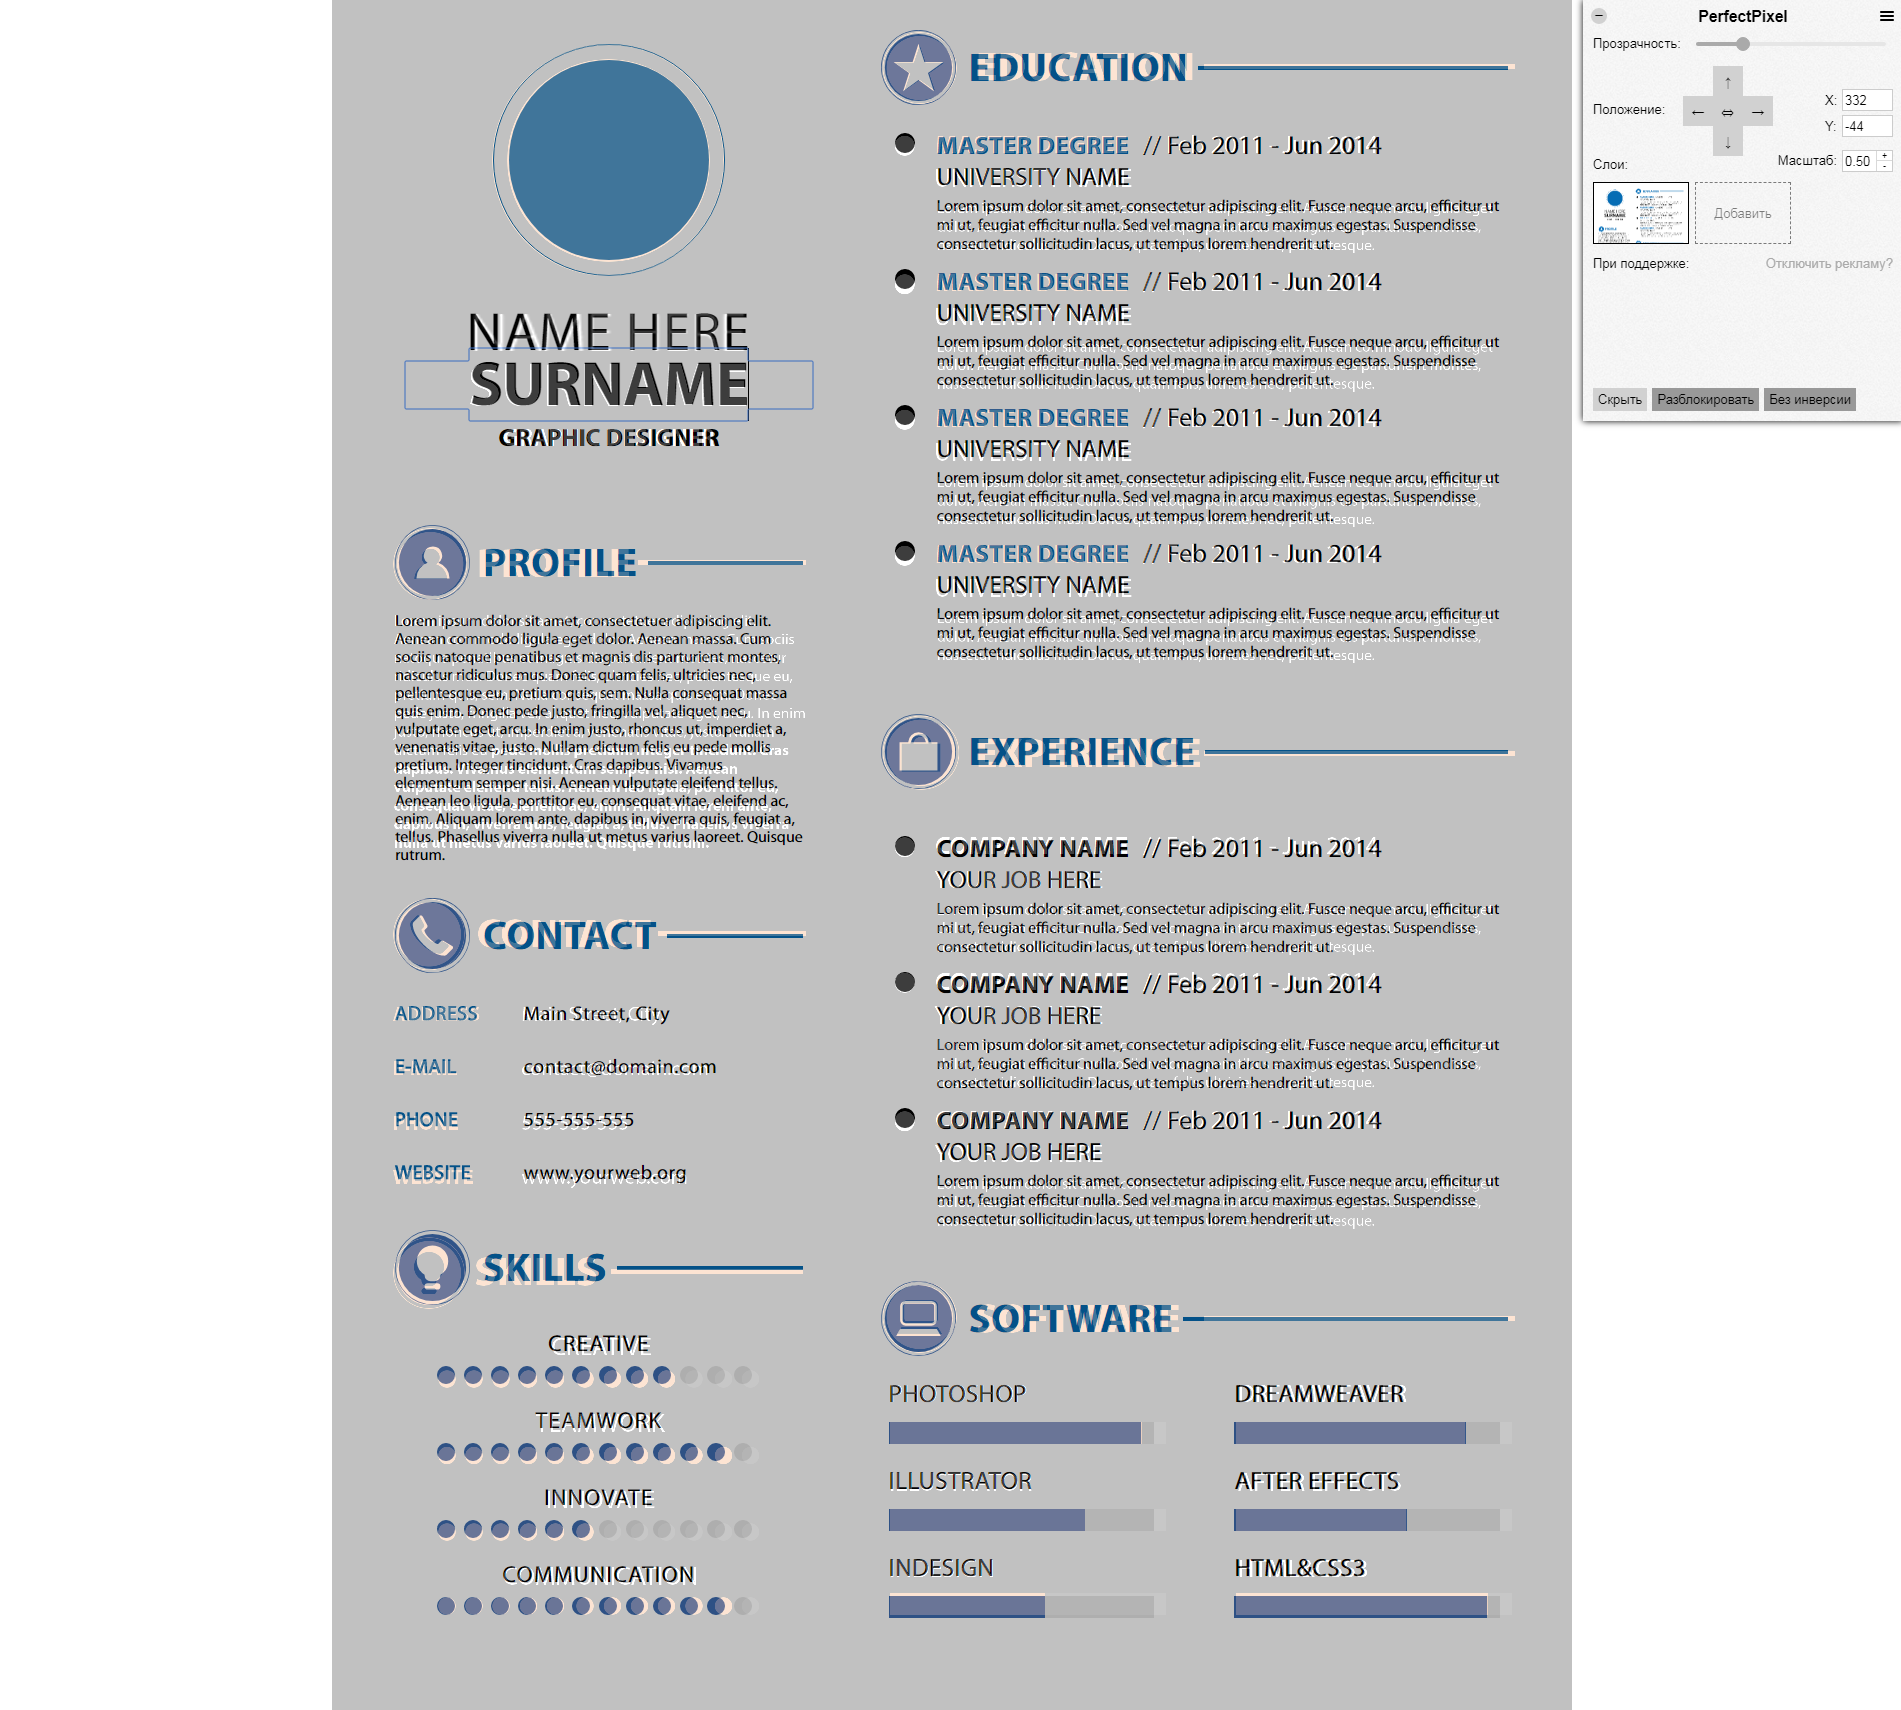 NAME HERE
SURNAME
GRAPHIC DESIGNER
PROFILE
Lorem ipsum dolor sit amet, consectetuer adipiscing elit.
Aenean commodo ligula eget dolor. Aenean massa. Cum
sociis natoque penatibus et magnis dis parturient montes,
nascetur ridiculus mus. Donec quam felis, ultricies nec,
pellentesque eu, pretium quis, sem. Nulla consequat massa
quis enim. Donec pede justo, fringilla vel, aliquet nec,
vulputate eget, arcu. In enim justo, rhoncus ut, imperdiet a,
venenatis vitae, justo. Nullam dictum felis eu pede mollis
pretium. Integer tincidunt. Cras dapibus. Vivamus
elementum semper nisi. Aenean vulputate eleifend tellus.
Aenean leo ligula, porttitor eu, consequat vitae, eleifend ac,
enim. Aliquam lorem ante, dapibus in, viverra quis, feugiat a,
tellus. Phasellus viverra nulla ut metus varius laoreet. Quisque
rutrum.
CONTACT
ADDRESS Main Street, City
E-MAIL contact@domain.com
PHONE 555-555-555
WEBSITE www.yourweb.org
SKILLS
CREATIVE
TEAMWORK
INNOVATE
COMMUNICATION
EDUCATION
MASTER DEGREE // Feb 2011 - Jun 2014
UNIVERSITY NAME
Lorem ipsum dolor sit amet, consectetur adipiscing elit. Fusce neque arcu, efficitur ut
mi ut, feugiat efficitur nulla. Sed vel magna in arcu maximus egestas. Suspendisse
consectetur sollicitudin lacus, ut tempus lorem hendrerit ut.
MASTER DEGREE // Feb 2011 - Jun 2014
UNIVERSITY NAME
Lorem ipsum dolor sit amet, consectetur adipiscing elit. Fusce neque arcu, efficitur ut
mi ut, feugiat efficitur nulla. Sed vel magna in arcu maximus egestas. Suspendisse
consectetur sollicitudin lacus, ut tempus lorem hendrerit ut.
MASTER DEGREE // Feb 2011 - Jun 2014
UNIVERSITY NAME
Lorem ipsum dolor sit amet, consectetur adipiscing elit. Fusce neque arcu, efficitur ut
mi ut, feugiat efficitur nulla. Sed vel magna in arcu maximus egestas. Suspendisse
consectetur sollicitudin lacus, ut tempus lorem hendrerit ut.
MASTER DEGREE // Feb 2011 - Jun 2014
UNIVERSITY NAME
Lorem ipsum dolor sit amet, consectetur adipiscing elit. Fusce neque arcu, efficitur ut
mi ut, feugiat efficitur nulla. Sed vel magna in arcu maximus egestas. Suspendisse
consectetur sollicitudin lacus, ut tempus lorem hendrerit ut.
EXPERIENCE
COMPANY NAME // Feb 2011 - Jun 2014
YOUR JOB HERE
Lorem ipsum dolor sit amet, consectetur adipiscing elit. Fusce neque arcu, efficitur ut
mi ut, feugiat efficitur nulla. Sed vel magna in arcu maximus egestas. Suspendisse
consectetur sollicitudin lacus, ut tempus lorem hendrerit ut.
COMPANY NAME // Feb 2011 - Jun 2014
YOUR JOB HERE
Lorem ipsum dolor sit amet, consectetur adipiscing elit. Fusce neque arcu, efficitur ut
mi ut, feugiat efficitur nulla. Sed vel magna in arcu maximus egestas. Suspendisse
consectetur sollicitudin lacus, ut tempus lorem hendrerit ut.
COMPANY NAME // Feb 2011 - Jun 2014
YOUR JOB HERE
Lorem ipsum dolor sit amet, consectetur adipiscing elit. Fusce neque arcu, efficitur ut
mi ut, feugiat efficitur nulla. Sed vel magna in arcu maximus egestas. Suspendisse
consectetur sollicitudin lacus, ut tempus lorem hendrerit ut.
SOFTWARE
PHOTOSHOP DREAMWEAVER
ILLUSTRATOR AFTER EFFECTS
INDESIGN HTML&CSS3
PerfectPixel
Прозрачность:
Положение:
X: 332
Y: -44
Слои:
Масштаб: 0.50
Добавить
При поддержке: Отключить рекламу?
Скрыть Разблокировать Без инверсии